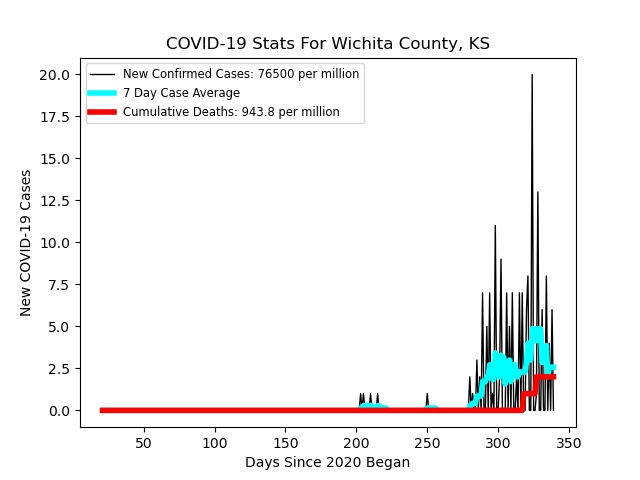 COVID-19 Stats For Wichita County, KS
New Confirmed Cases: 76500 per million
7 Day Case Average
Cumulative Deaths: 943.8 per million
New COVID-19 Cases
20.0
17.5
15.0
12.5
10.0
7.5
5.0
2.5
0.0
50 100 150 200 250 300 350
Days Since 2020 Began